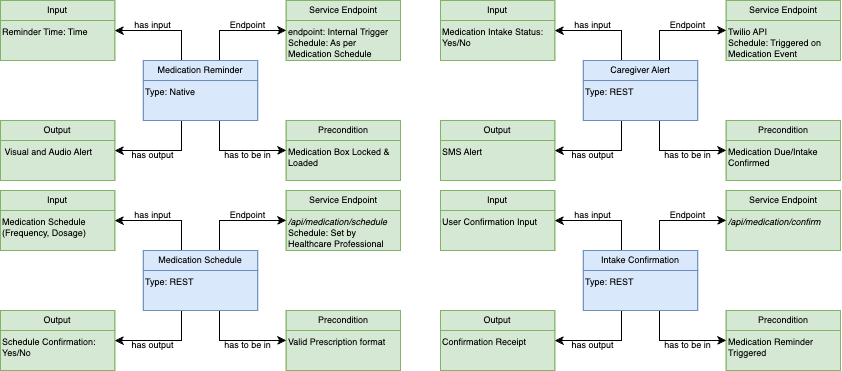 Input
Reminder Time: Time
has input
Endpoint
Service Endpoint
endpoint: Internal Trigger
Schedule: As per
Medication Schedule
Medication Reminder
Type: Native
Output
Visual and Audio Alert
has output
has to be in
Precondition
Medication Box Locked &
Loaded
Input
Medication Intake Status:
Yes/No
has input
Endpoint
Service Endpoint
Twilio API
Schedule: Triggered on
Medication Event
Caregiver Alert
Type: REST
Output
SMS Alert
has output
has to be in
Precondition
Medication Due/Intake
Confirmed
Input
Medication Schedule
(Frequency, Dosage)
has input
Endpoint
Service Endpoint
/api/medication/schedule
Schedule: Set by
Healthcare Professional
Medication Schedule
Type: REST
Output
Schedule Confirmation:
Yes/No
has output
has to be in
Precondition
Valid Prescription format
Input
User Confirmation Input
has input
Endpoint
Service Endpoint
/api/medication/confirm
Intake Confirmation
Type: REST
Output
Confirmation Receipt
has output
has to be in
Precondition
Medication Reminder
Triggered